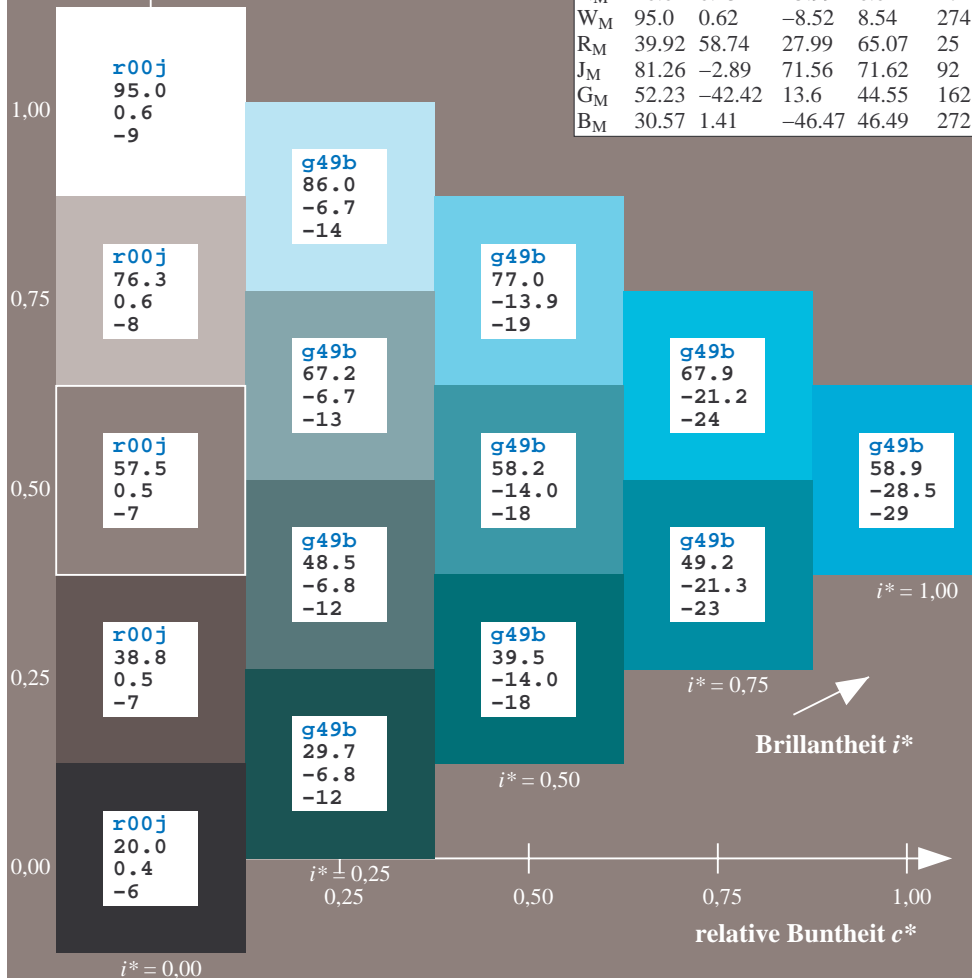 W_M 95.0 0.62 −8.52 8.54 274
R_M 39.92 58.74 27.99 65.07 25
J_M 81.26 −2.89 71.56 71.62 92
G_M 52.23 −42.42 13.6 44.55 162
B_M 30.57 1.41 −46.47 46.49 272
1,00
r00j
95.0
0.6
−9
g49b
86.0
−6.7
−14
0,75
r00j
76.3
0.6
−8
g49b
77.0
−13.9
−19
g49b
67.2
−6.7
−13
g49b
67.9
−21.2
−24
0,50
r00j
57.5
0.5
−7
g49b
58.2
−14.0
−18
g49b
58.9
−28.5
−29
i* = 1,00
g49b
48.5
−6.8
−12
g49b
49.2
−21.3
−23
i* = 0,75
0,25
r00j
38.8
0.5
−7
g49b
39.5
−14.0
−18
i* = 0,50
Brillantheit i*
g49b
29.7
−6.8
−12
i* = 0,25
0,00
r00j
20.0
0.4
−6
i* = 0,00
0,25 0,50 0,75 1,00
relative Buntheit c*